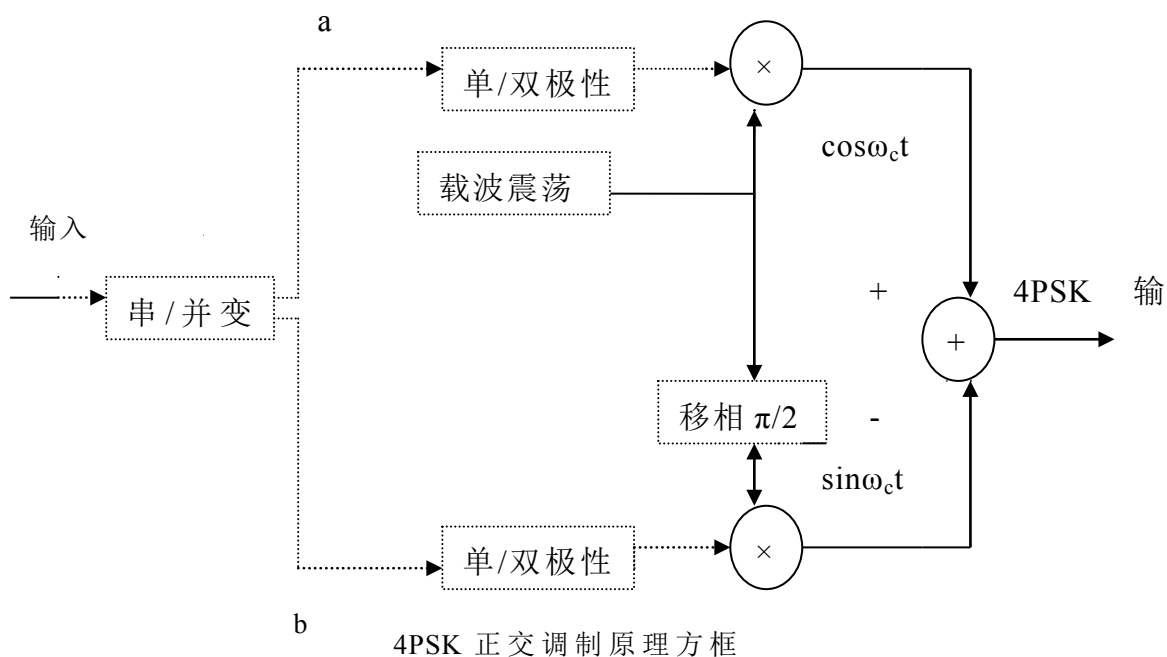 a
单/双极性
×
cosωct
载波震荡
输入
串/并变
+
4PSK 输
+
移相 π/2
-
sinωct
单/双极性
×
b
4PSK 正交调制原理方框